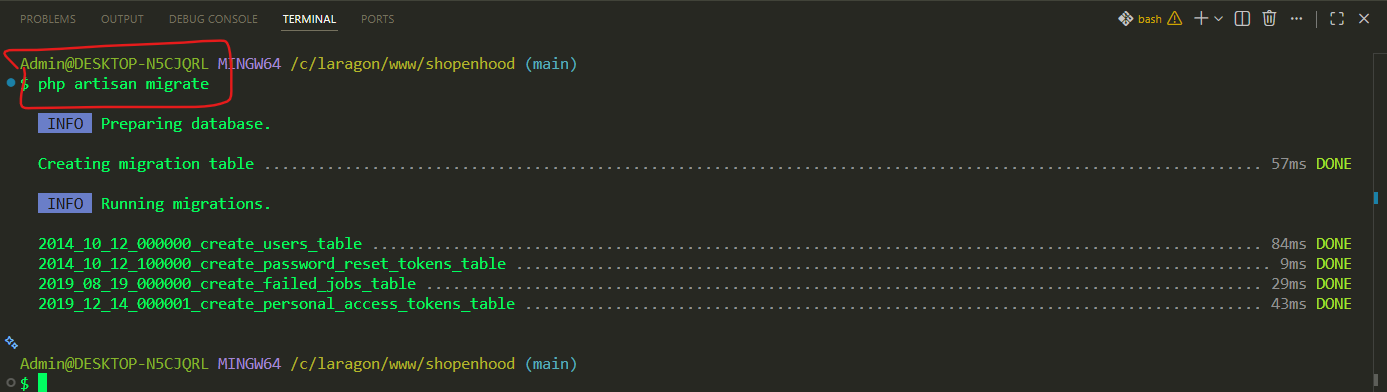 PROBLEMS OUTPUT DEBUG CONSOLE TERMINAL PORTS bash
Admin@DESKTOP-N5CJQRL MINGW64 /c/laragon/www/shopenhood (main)
$ php artisan migrate
INFO Preparing database.
Creating migration table .............................................................................................................. 57ms DONE
INFO Running migrations.
2014_10_12_000000_create_users_table .................................................................................................. 84ms DONE
2014_10_12_100000_create_password_reset_tokens_table ................................................................................... 9ms DONE
2019_08_19_000000_create_failed_jobs_table ............................................................................................ 29ms DONE
2019_12_14_000001_create_personal_access_tokens_table ................................................................................. 43ms DONE
Admin@DESKTOP-N5CJQRL MINGW64 /c/laragon/www/shopenhood (main)
$